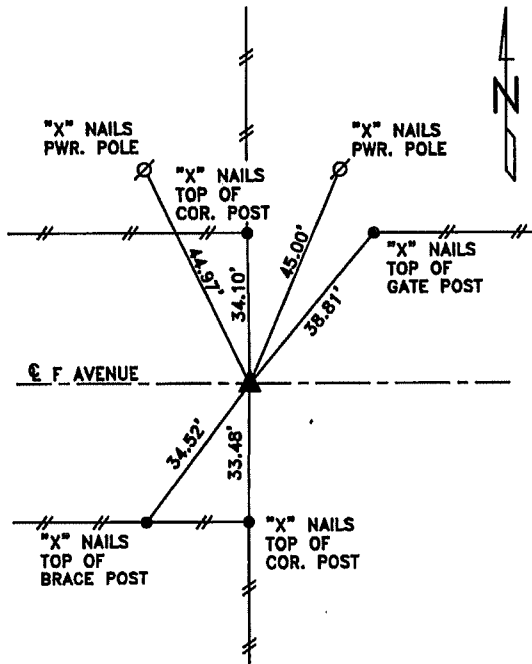 N
"X" NAILS
PWR. POLE
"X" NAILS
PWR. POLE
"X" NAILS
TOP OF
COR. POST
"X" NAILS
TOP OF
GATE POST
44.97'
34.10'
45.00'
38.81'
℄ F AVENUE
34.52'
33.48'
"X" NAILS
TOP OF
BRACE POST
"X" NAILS
TOP OF
COR. POST